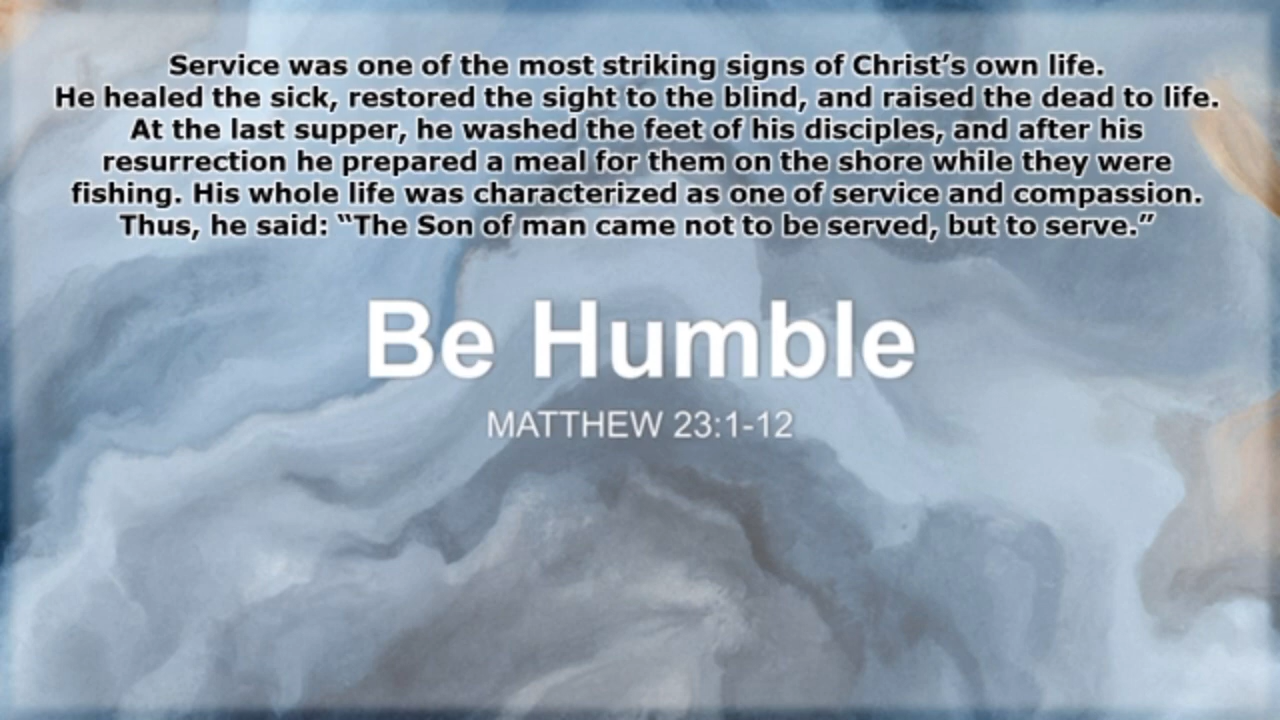 Service was one of the most striking signs of Christ’s own life.
He healed the sick, restored the sight to the blind, and raised the dead to life.
At the last supper, he washed the feet of his disciples, and after his
resurrection he prepared a meal for them on the shore while they were
fishing. His whole life was characterized as one of service and compassion.
Thus, he said: “The Son of man came not to be served, but to serve.”
Be Humble
MATTHEW 23:1-12